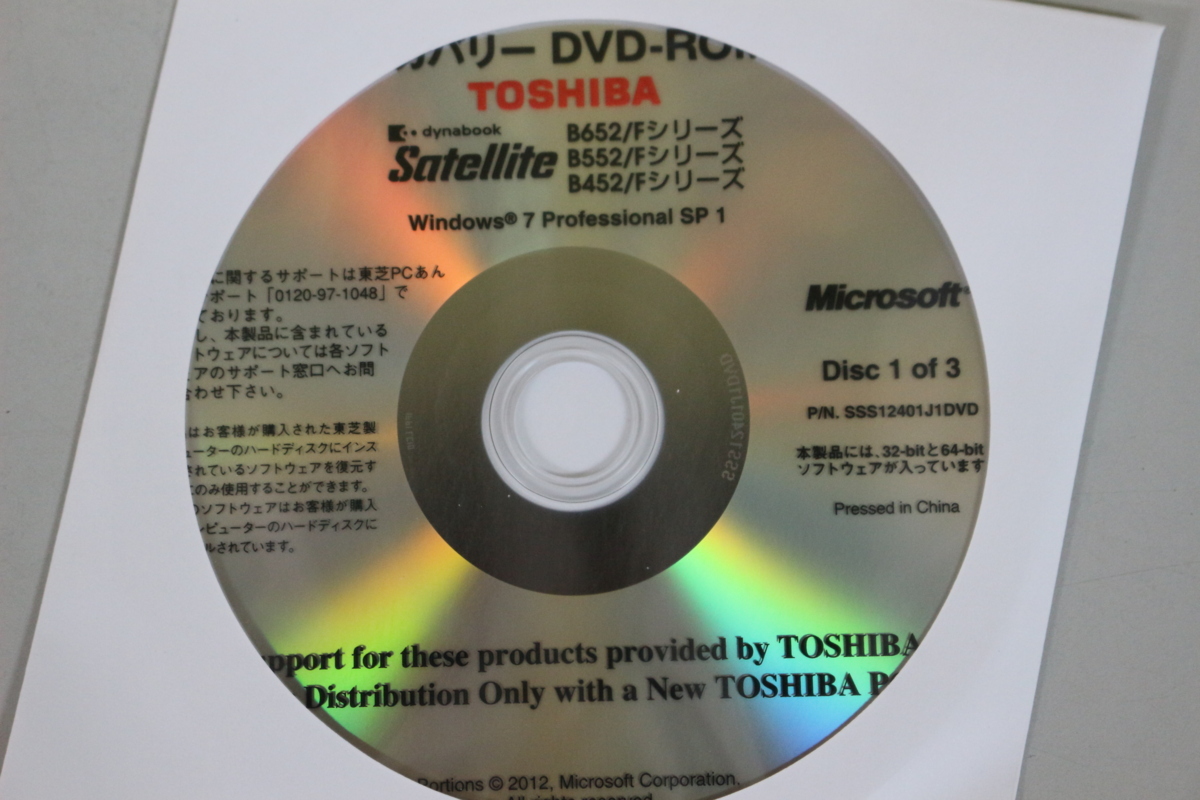 カバリー DVD-ROM
TOSHIBA
dynabook
Satellite
B652/Fシリーズ
B552/Fシリーズ
B452/Fシリーズ
Windows® 7 Professional SP 1
に関するサポートは東芝PCあん
ポート「0120-97-1048」で
ております。
し、本製品に含まれている
トウェアについては各ソフト
アのサポート窓口へお問
合わせ下さい。
はお客様が購入された東芝製
ューターのハードディスクにインス
されているソフトウェアを復元す
にのみ使用することができます。
のソフトウェアはお客様が購入
ンピューターのハードディスクに
ルされています。
Microsoft
Disc 1 of 3
P/N. SSS12401J1DVD
本製品には、32-bitと64-bit
ソフトウェアが入っています
Pressed in China
SSS12401J1DVD
upport for these products provided by TOSHIBA
Distribution Only with a New TOSHIBA
Portions © 2012, Microsoft Corporation.
All rights reserved.